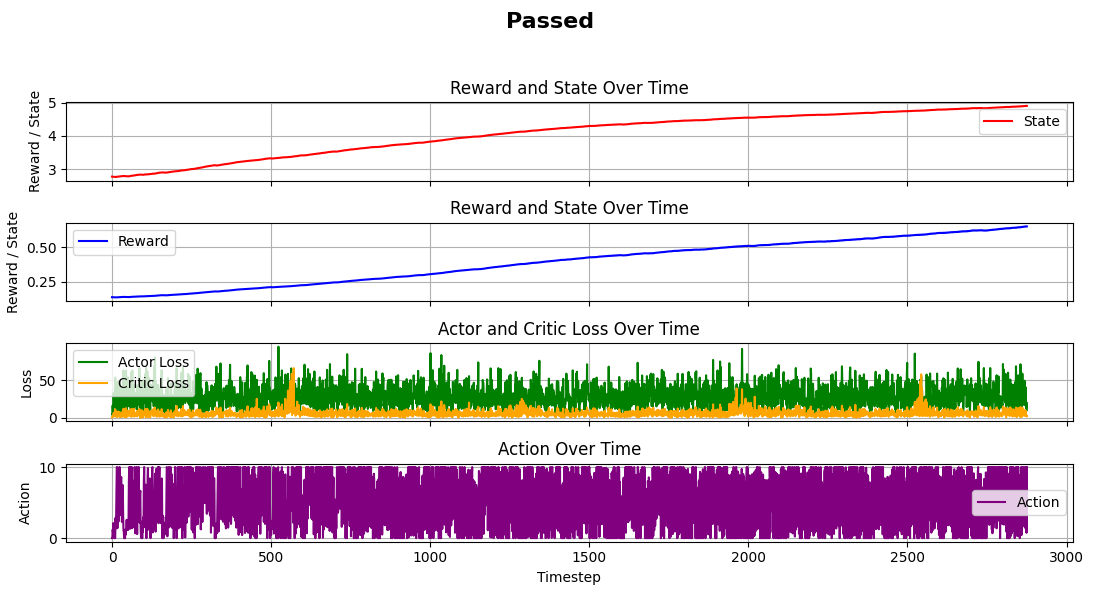 Passed
Reward and State Over Time
Reward / State
5
4
3
State
Reward and State Over Time
Reward / State
0.50
0.25
Reward
Actor and Critic Loss Over Time
Loss
50
0
Actor Loss
Critic Loss
Action Over Time
Action
10
0
Action
0 500 1000 1500 2000 2500 3000
Timestep